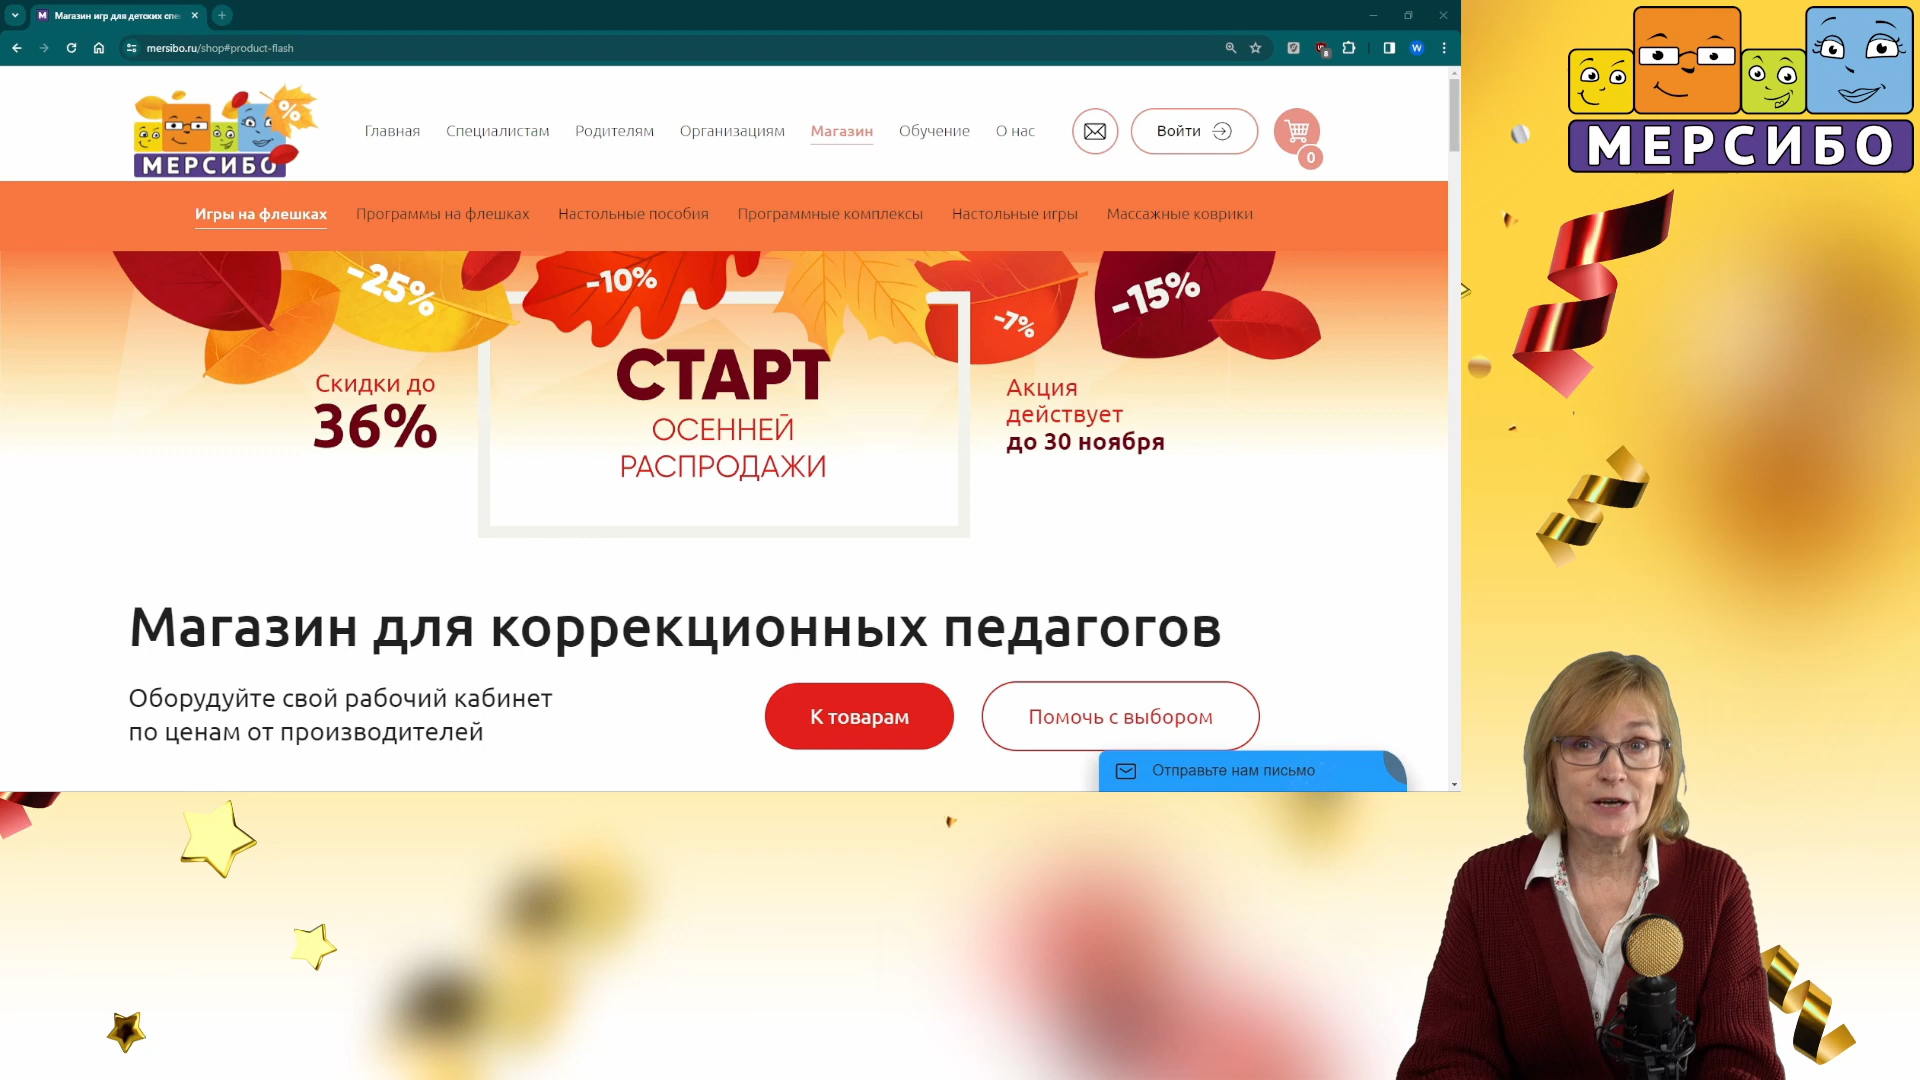 Магазин игр для детских спе
mersibo.ru/shop#product-flash
8
W
%
МЕРСИБО
Главная
Специалистам
Родителям
Организациям
Магазин
Обучение
О нас
Войти
0
МЕРСИБО
Игры на флешках
Программы на флешках
Настольные пособия
Программные комплексы
Настольные игры
Массажные коврики
-25%
-10%
-7%
-15%
Скидки до
36%
СТАРТ
ОСЕННЕЙ
РАСПРОДАЖИ
Акция
действует
до 30 ноября
Магазин для коррекционных педагогов
Оборудуйте свой рабочий кабинет
по ценам от производителей
К товарам
Помочь с выбором
Отправьте нам письмо